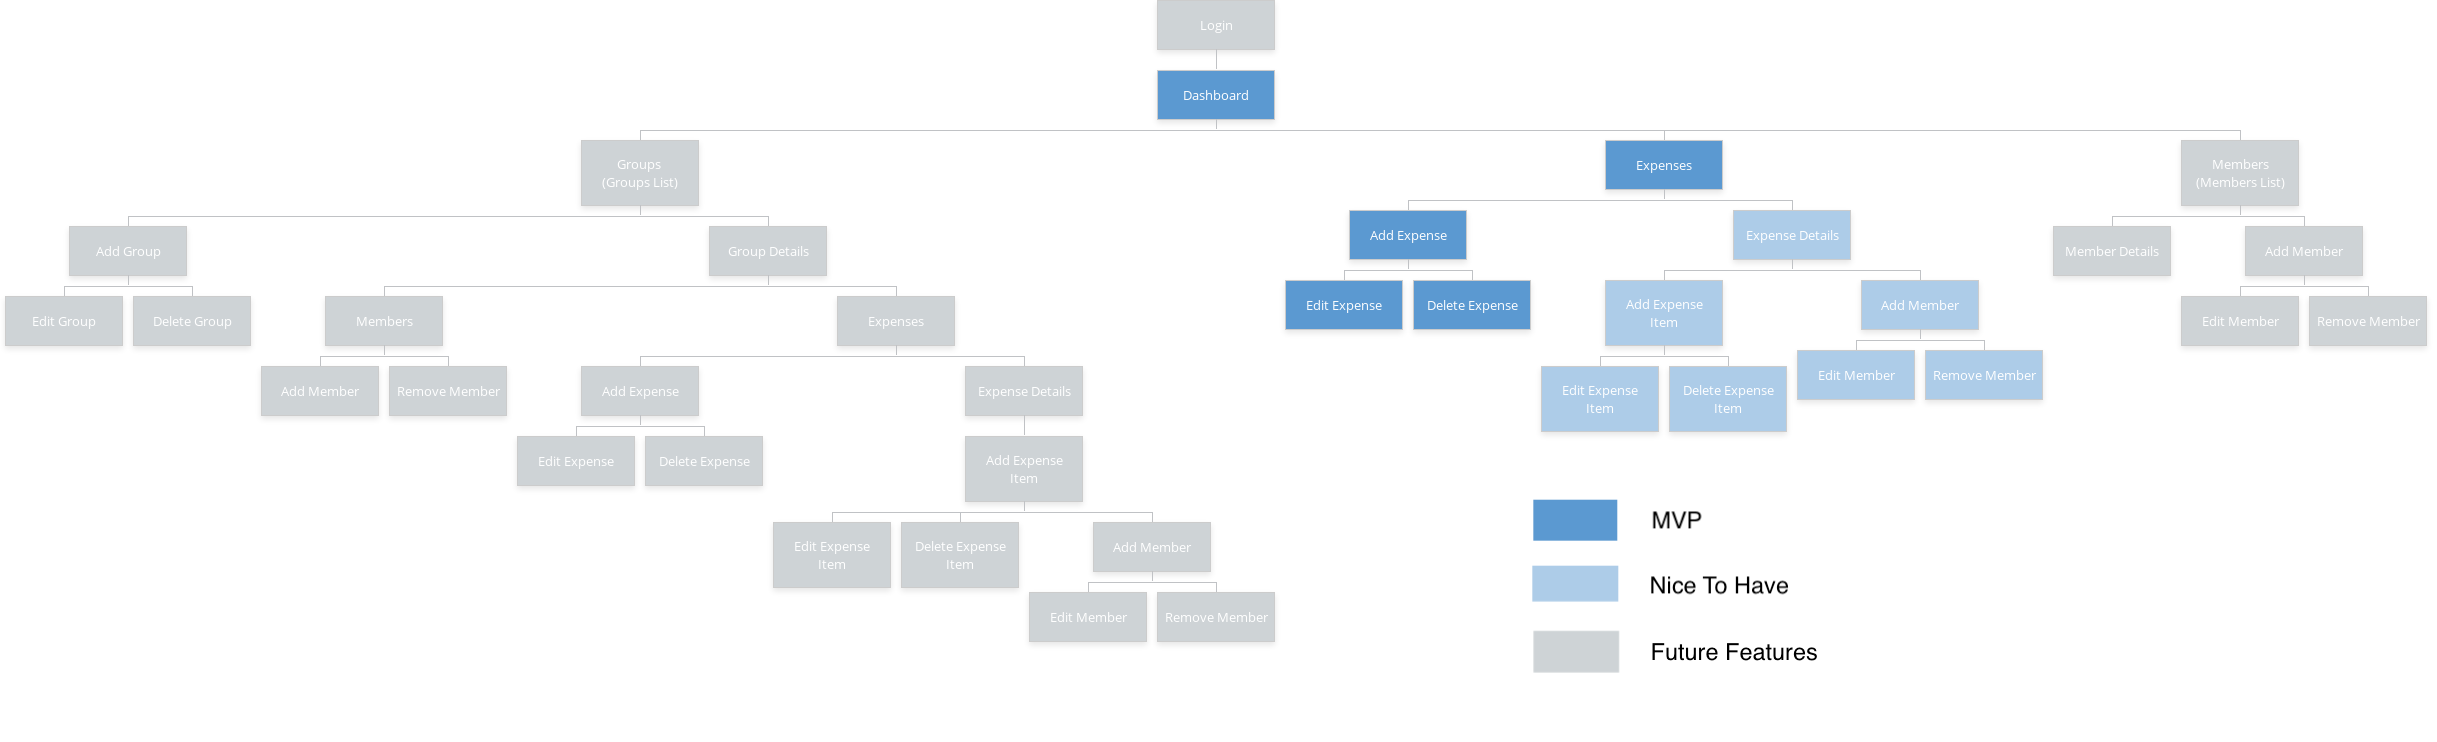 Login
Dashboard
Groups
(Groups List)
Expenses
Members
(Members List)
Add Group
Group Details
Add Expense
Expense Details
Member Details
Add Member
Edit Group
Delete Group
Members
Expenses
Edit Expense
Delete Expense
Add Expense
Item
Add Member
Edit Member
Remove Member
Add Member
Remove Member
Add Expense
Expense Details
Edit Expense
Item
Delete Expense
Item
Edit Member
Remove Member
Edit Expense
Delete Expense
Add Expense
Item
Edit Expense
Item
Delete Expense
Item
Add Member
Edit Member
Remove Member
MVP
Nice To Have
Future Features